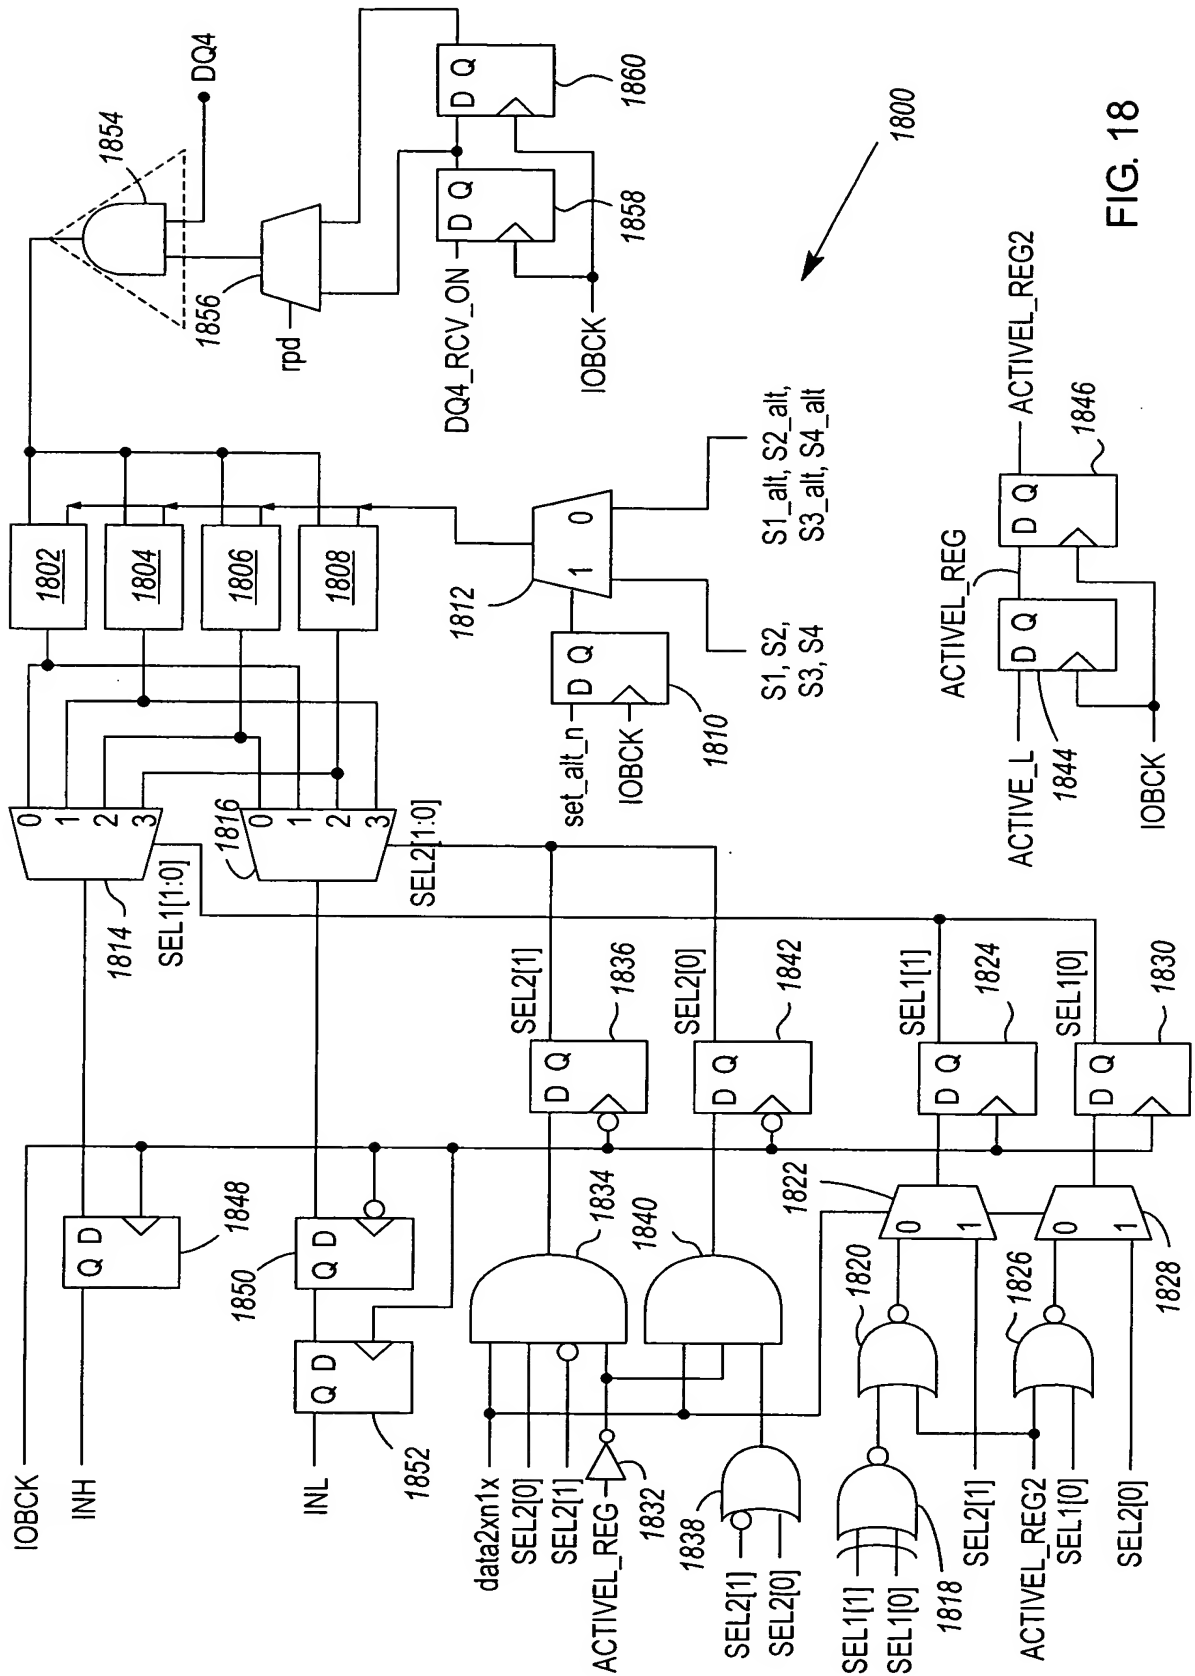 IOBCK
INH
Q D
1848
1814
SEL1[1:0]
0
1
2
3
1802
1804
1806
1808
1854
DQ4
1856
rpd
INL
Q D
1852
Q D
1850
1816
0
1
2
3
SEL2[1:0]
DQ4_RCV_ON
D Q
1858
D Q
1860
IOBCK
data2xn1x
SEL2[0]
SEL2[1]
ACTIVEL_REG
1832
1834
D Q
SEL2[1]
1836
set_alt_n
IOBCK
D Q
1810
1812
1
0
S1, S2,
S3, S4
S1_alt, S2_alt,
S3_alt, S4_alt
1800
SEL2[1]
SEL2[0]
1838
1840
D Q
SEL2[0]
1842
SEL1[1]
SEL1[0]
1818
1820
1822
0
1
SEL2[1]
D Q
SEL1[1]
1824
ACTIVEL_REG2
SEL1[0]
1826
SEL2[0]
0
1
1828
D Q
SEL1[0]
1830
ACTIVE_L
D Q
1844
ACTIVEL_REG
D Q
1846
ACTIVEL_REG2
IOBCK
FIG. 18